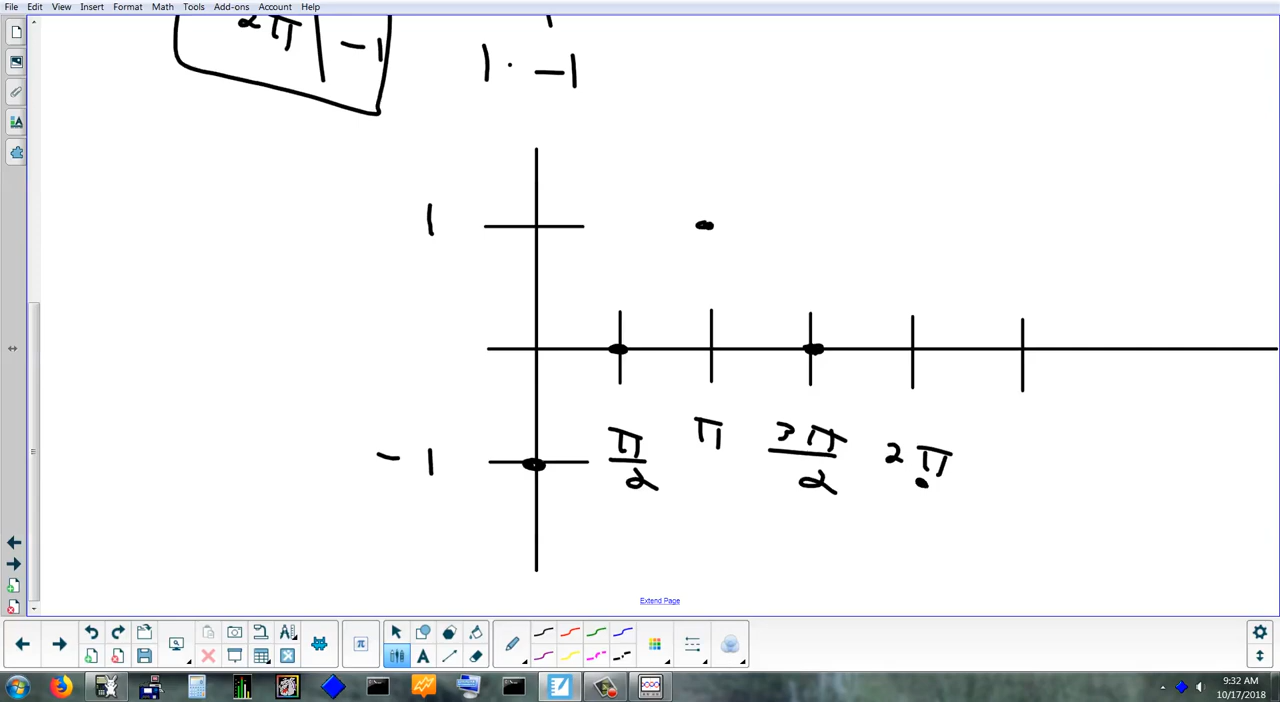 File Edit View Insert Format Math Tools Add-ons Account Help
2π | -1
1 · -1
1
-1
π/2 π 3π/2 2π
Extend Page
π
A
9:32 AM
10/17/2018